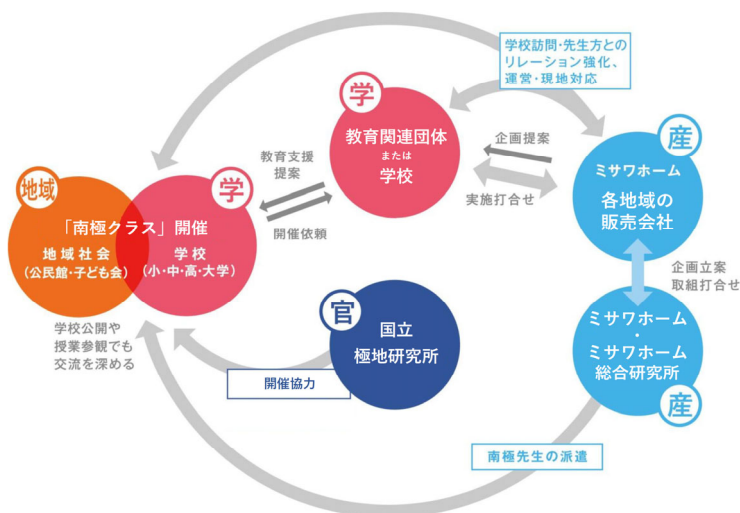 学校訪問・先生方との
リレーション強化、
運営・現地対応
学
教育関連団体
または
学校
企画提案
実施打合せ
産
ミサワホーム
各地域の
販売会社
教育支援
提案
開催依頼
地域
学
「南極クラス」開催
地域社会
(公民館・子ども会)
学校
(小・中・高・大学)
学校公開や
授業参観でも
交流を深める
官
国立
極地研究所
開催協力
企画立案
取組打合せ
ミサワホーム
・
ミサワホーム
総合研究所
産
南極先生の派遣